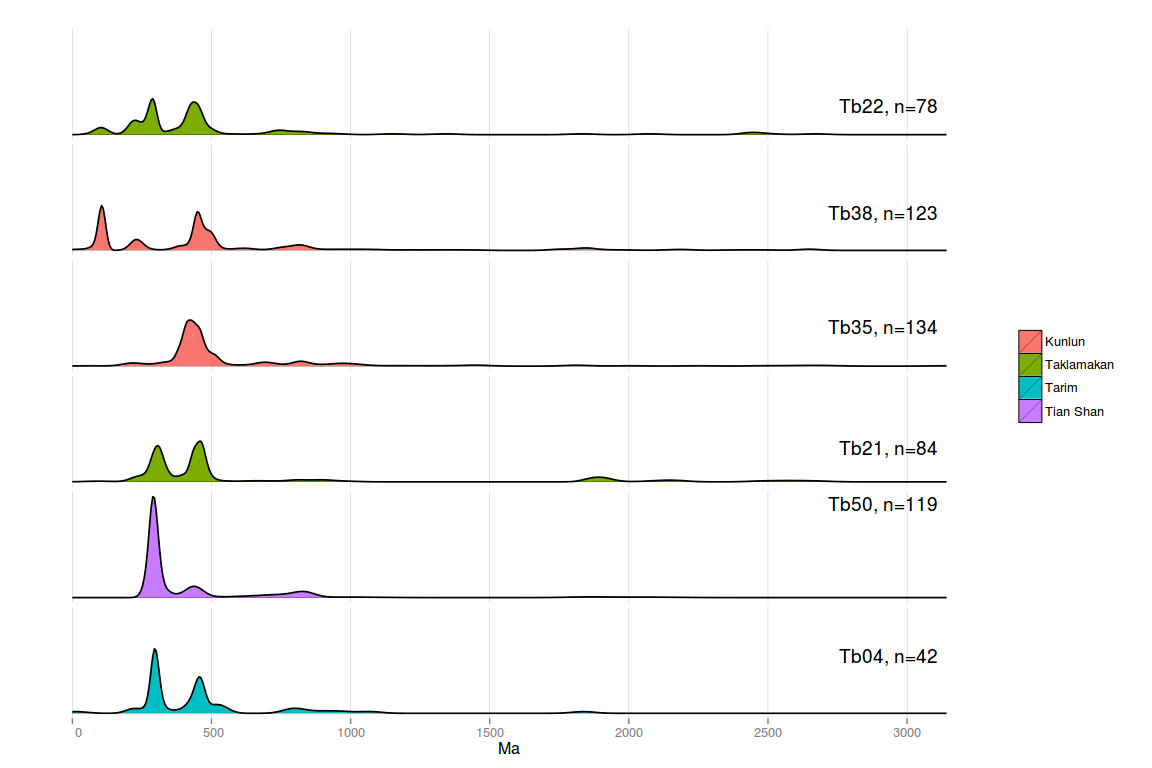 Tb22, n=78
Tb38, n=123
Tb35, n=134
Kunlun
Taklamakan
Tarim
Tian Shan
Tb21, n=84
Tb50, n=119
Tb04, n=42
0 500 1000 1500 2000 2500 3000
Ma